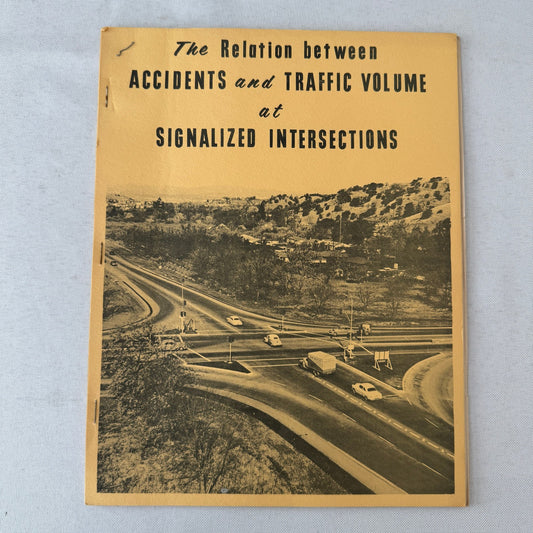 The Relation between
ACCIDENTS and TRAFFIC VOLUME
at
SIGNALIZED INTERSECTIONS